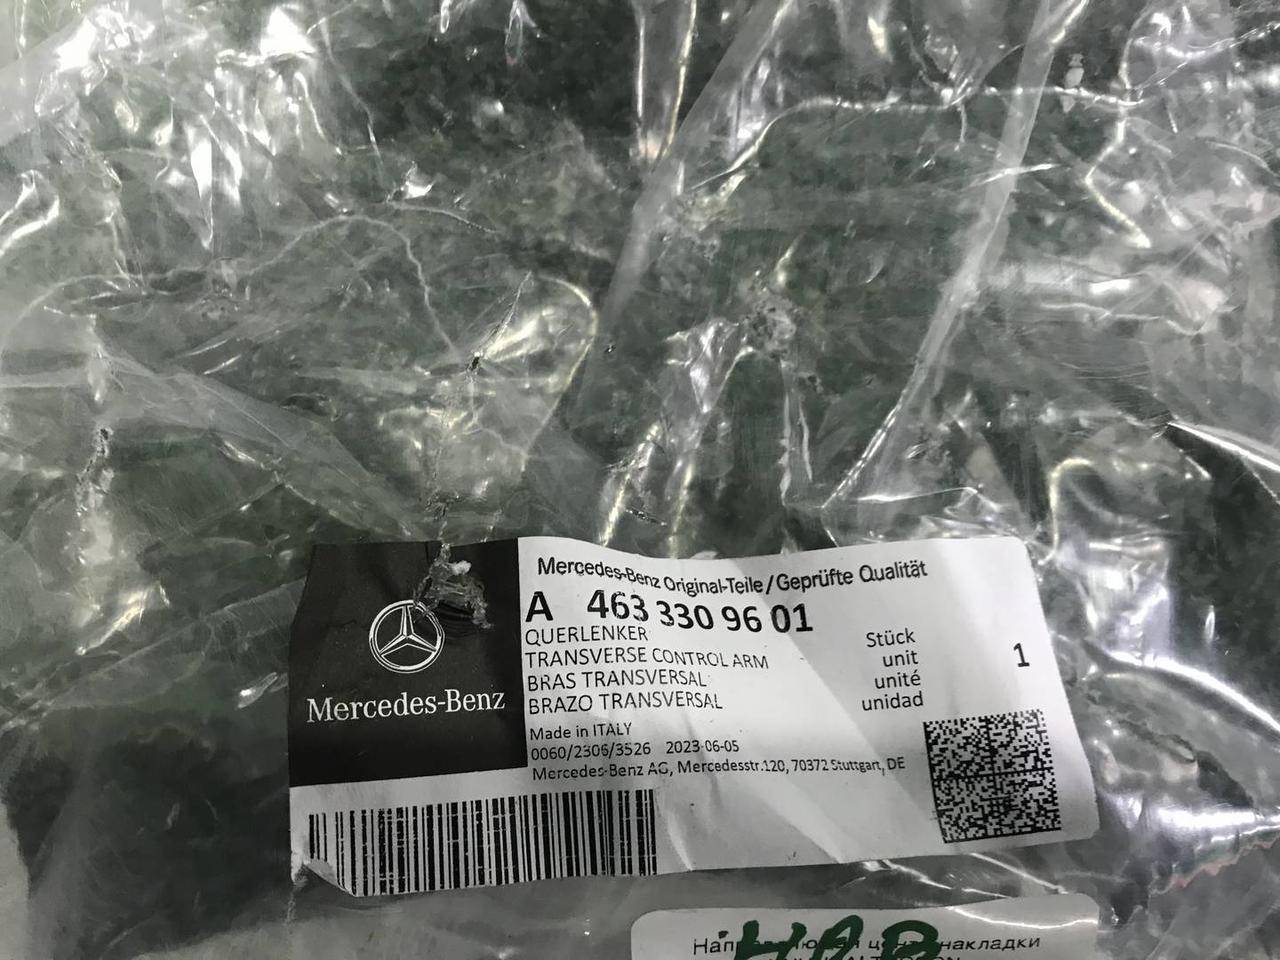 Mercedes-Benz Original-Teile/Geprüfte Qualität
A 463 330 96 01
QUERLENKER
TRANSVERSE CONTROL ARM
BRAS TRANSVERSAL
BRAZO TRANSVERSAL
Stück
unit
unité
unidad
1
Made in ITALY
0060/2306/3526 2023-06-05
Mercedes-Benz AG, Mercedesstr.120, 70372 Stuttgart, DE
Mercedes-Benz
накладки